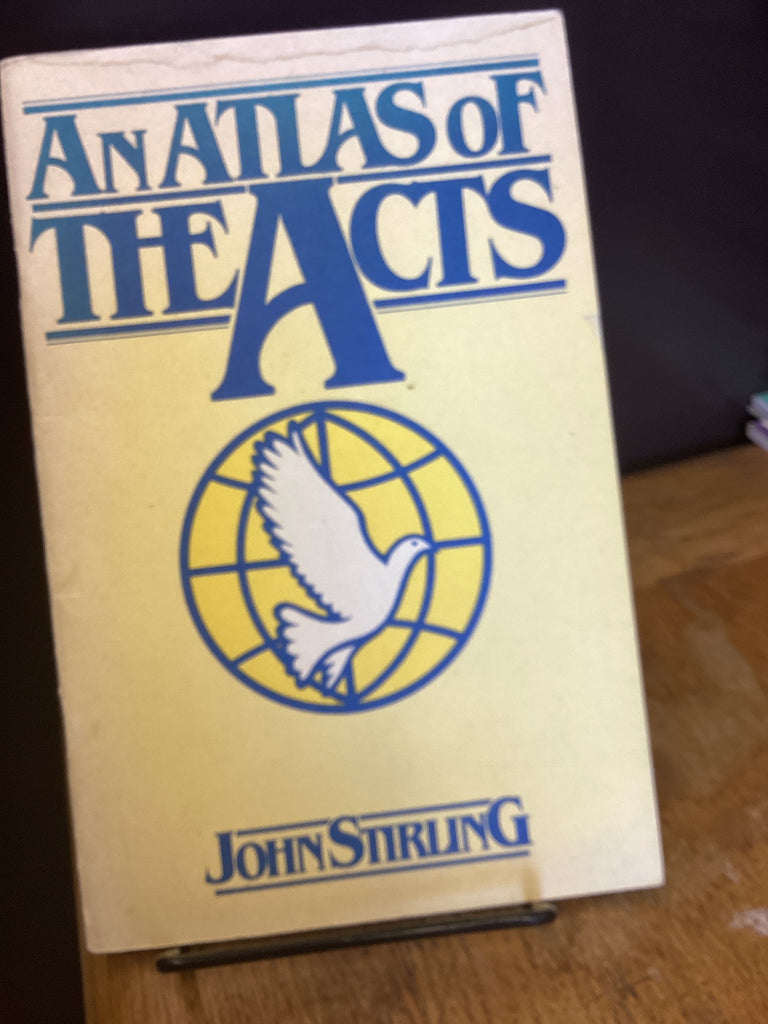 AN ATLAS OF
THE ACTS
JOHN STIRLING